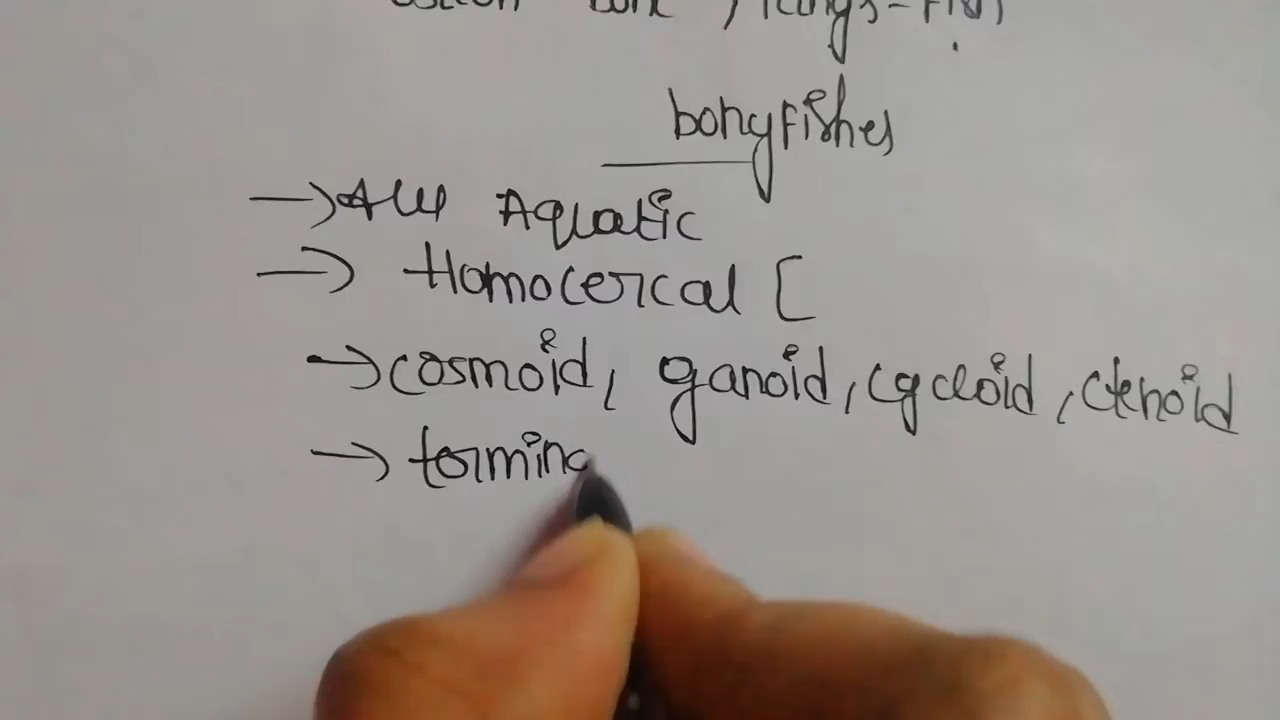 bonyfishes
→ All Aquatic
→ Homocercal [
→ cosmoid, ganoid, cycloid, ctenoid
→ termina